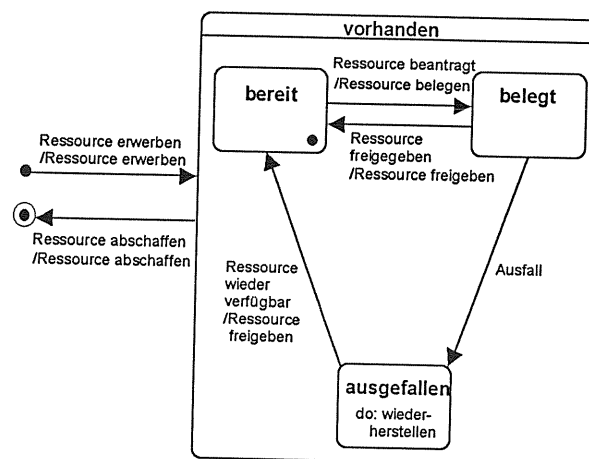 vorhanden
bereit
Ressource beantragt
/Ressource belegen
belegt
Ressource
freigegeben
/Ressource freigeben
Ressource erwerben
/Ressource erwerben
Ressource abschaffen
/Ressource abschaffen
Ressource
wieder
verfügbar
/Ressource
freigeben
Ausfall
ausgefallen
do: wieder-
herstellen